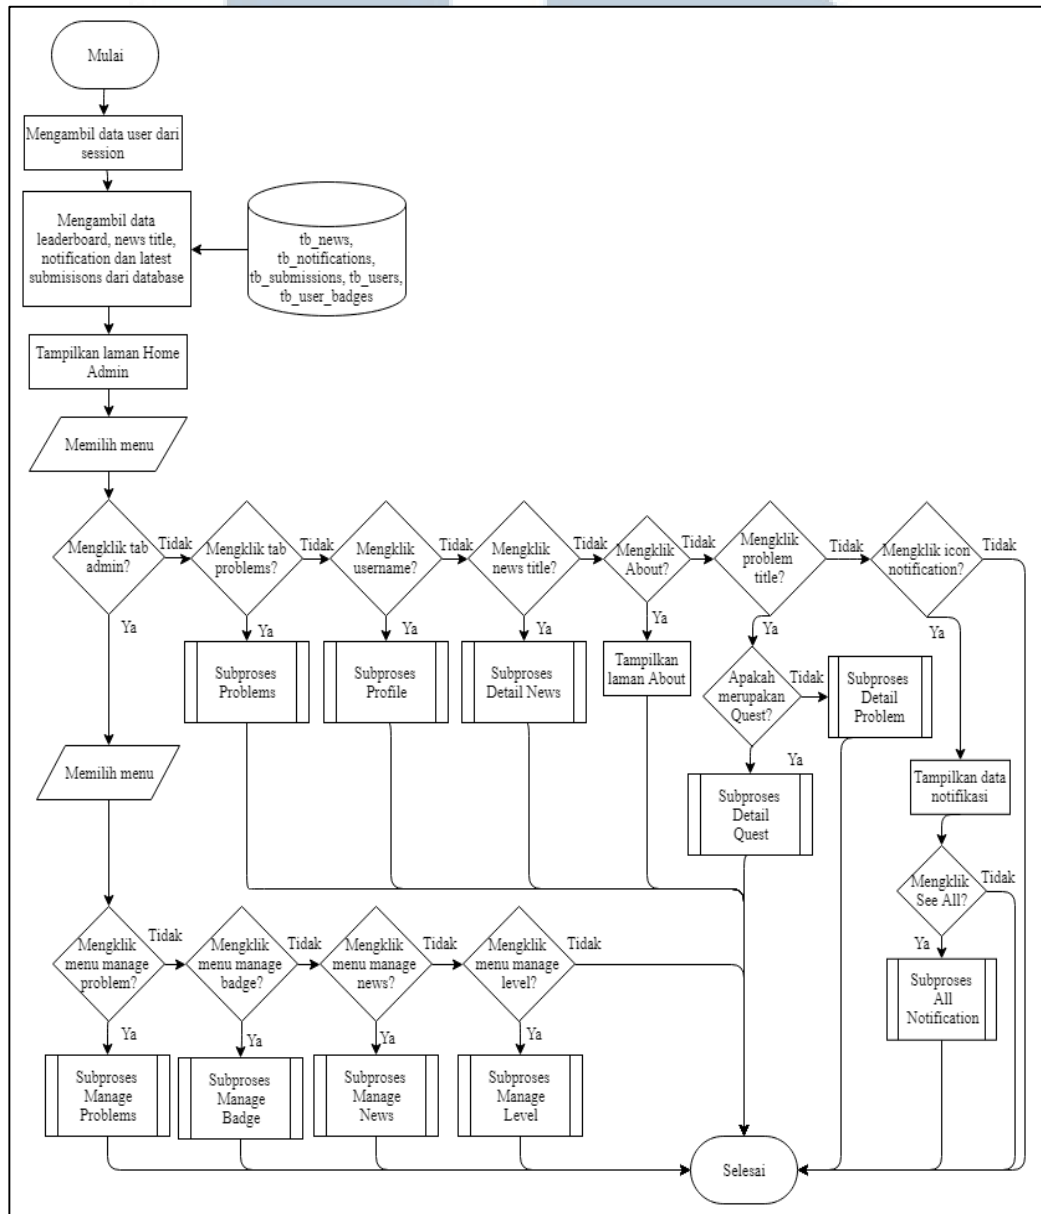 Mulai
Mengambil data user dari
session
Mengambil data
leaderboard, news title,
notification dan latest
submisisons dari database
tb_news,
tb_notifications,
tb_submissions, tb_users,
tb_user_badges
Tampilkan laman Home
Admin
Memilih menu
Mengklik tab
admin?
Tidak
Mengklik tab
problems?
Tidak
Mengklik
username?
Tidak
Mengklik
news title?
Tidak
Mengklik
About?
Tidak
Mengklik
problem
title?
Tidak
Mengklik icon
notification?
Tidak
Ya
Ya
Ya
Ya
Ya
Ya
Ya
Subproses
Problems
Subproses
Profile
Subproses
Detail News
Tampilkan
laman About
Apakah
merupakan
Quest?
Tidak
Subproses
Detail
Problem
Memilih menu
Ya
Subproses
Detail
Quest
Tampilkan data
notifikasi
Mengklik
See All?
Tidak
Ya
Subproses
All
Notification
Mengklik
menu manage
problem?
Tidak
Mengklik
menu manage
badge?
Tidak
Mengklik
menu manage
news?
Tidak
Mengklik
menu manage
level?
Tidak
Ya
Ya
Ya
Ya
Subproses
Manage
Problems
Subproses
Manage
Badge
Subproses
Manage
News
Subproses
Manage
Level
Selesai